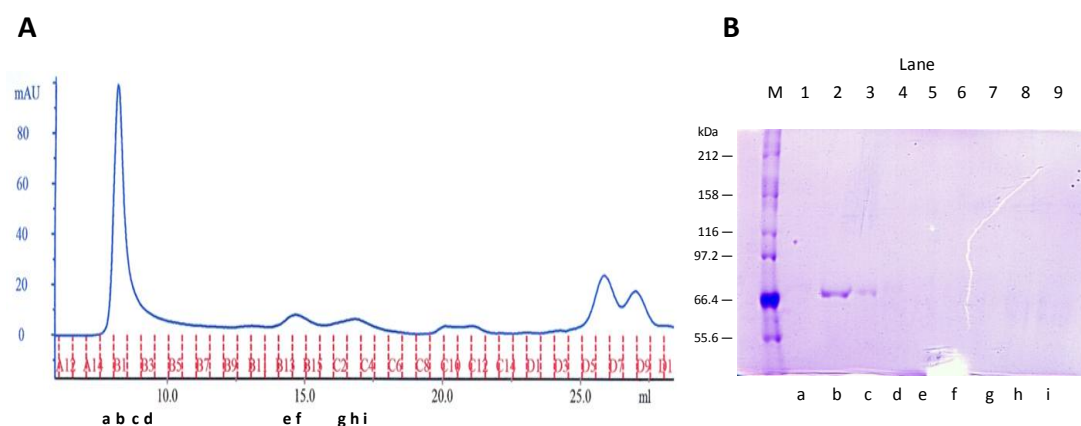 A
mAU
80
60
40
20
0
A12 A14 B1 B3 B5 B7 B9 B1 B13 B15 C2 C4 C6 C8 C10 C12 C14 D1 D3 D5 D7 D9 D1
10.0 15.0 20.0 25.0 ml
a b c d e f g h i
B
Lane
M 1 2 3 4 5 6 7 8 9
kDa
212
158
116
97.2
66.4
55.6
a b c d e f g h i